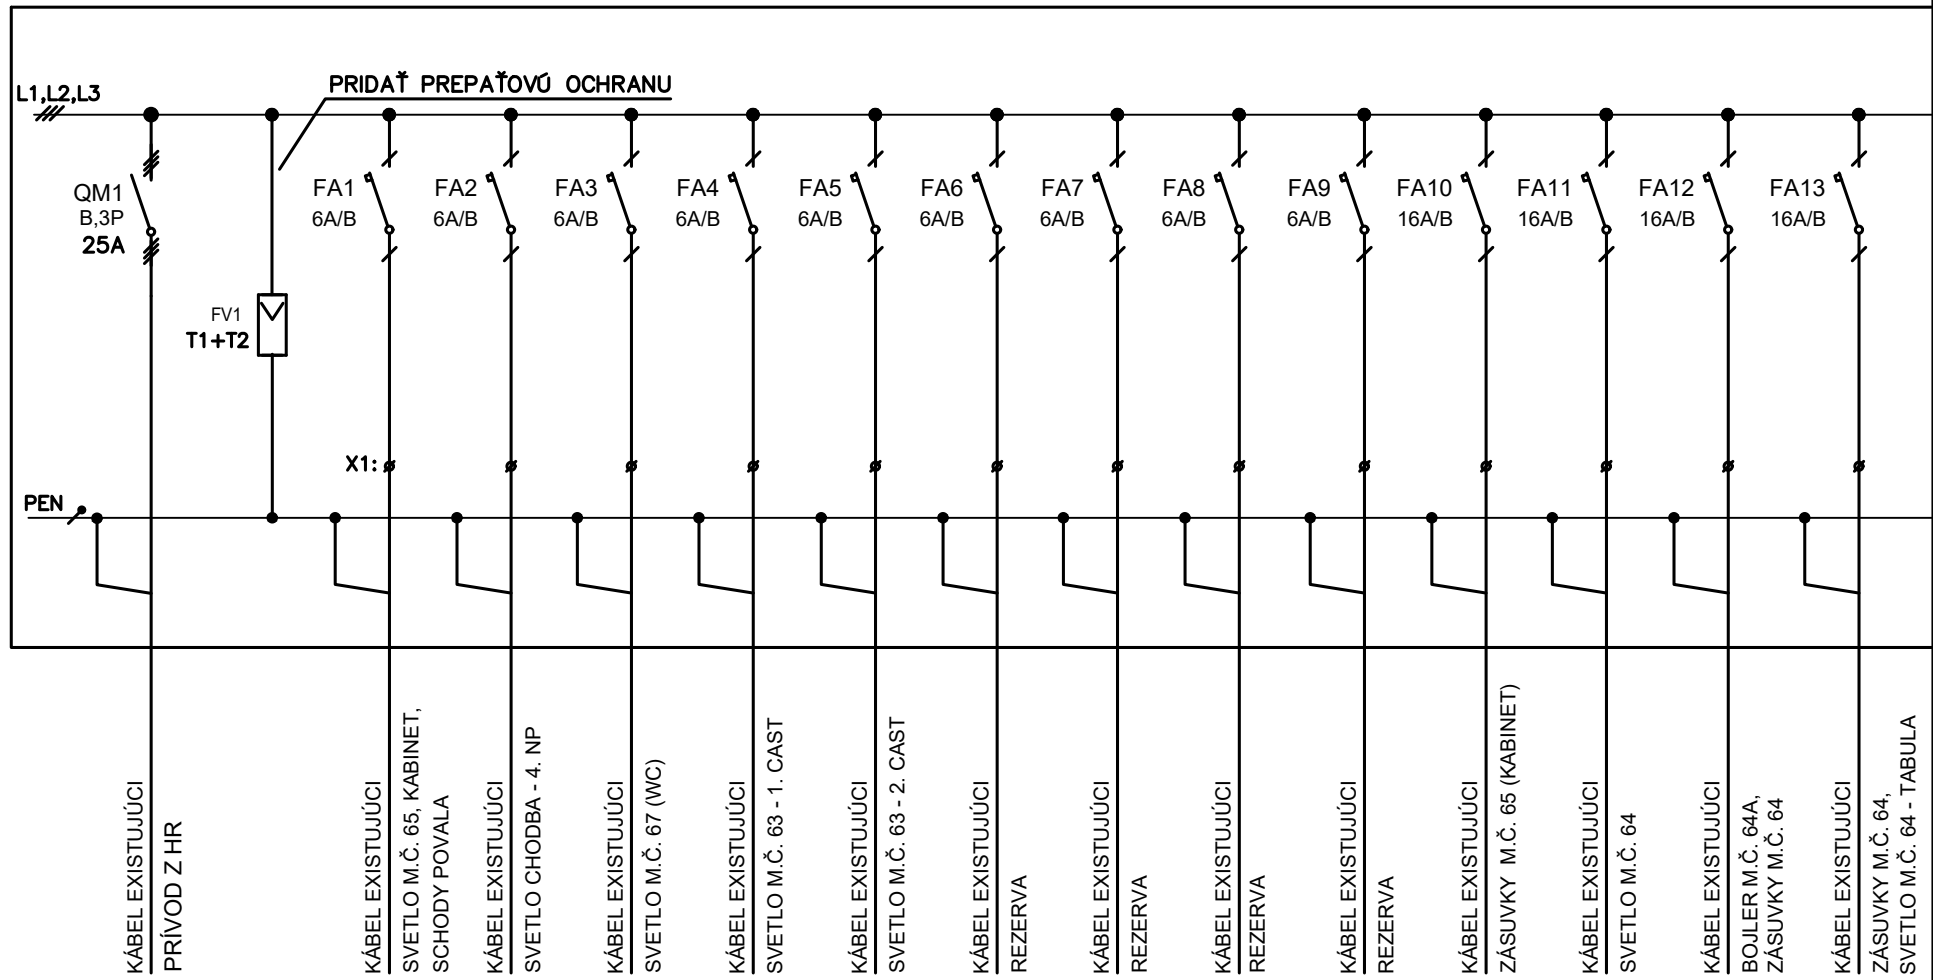 PRIDAŤ PREPAŤOVÚ OCHRANU
L1,L2,L3
QM1
B,3P
25A
FV1
T1+T2
FA1
6A/B
FA2
6A/B
FA3
6A/B
FA4
6A/B
FA5
6A/B
FA6
6A/B
FA7
6A/B
FA8
6A/B
FA9
6A/B
FA10
16A/B
FA11
16A/B
FA12
16A/B
FA13
16A/B
X1:
PEN
KÁBEL EXISTUJÚCI
PRÍVOD Z HR
KÁBEL EXISTUJÚCI
SVETLO M.Č. 65, KABINET,
SCHODY POVALA
KÁBEL EXISTUJÚCI
SVETLO CHODBA - 4. NP
KÁBEL EXISTUJÚCI
SVETLO M.Č. 67 (WC)
KÁBEL EXISTUJÚCI
SVETLO M.Č. 63 - 1. CAST
KÁBEL EXISTUJÚCI
SVETLO M.Č. 63 - 2. CAST
KÁBEL EXISTUJÚCI
REZERVA
KÁBEL EXISTUJÚCI
REZERVA
KÁBEL EXISTUJÚCI
REZERVA
KÁBEL EXISTUJÚCI
REZERVA
KÁBEL EXISTUJÚCI
ZÁSUVKY M.Č. 65 (KABINET)
KÁBEL EXISTUJÚCI
SVETLO M.Č. 64
KÁBEL EXISTUJÚCI
BOJLER M.Č. 64A,
ZÁSUVKY M.Č. 64
KÁBEL EXISTUJÚCI
ZÁSUVKY M.Č. 64,
SVETLO M.Č. 64 - TABULA